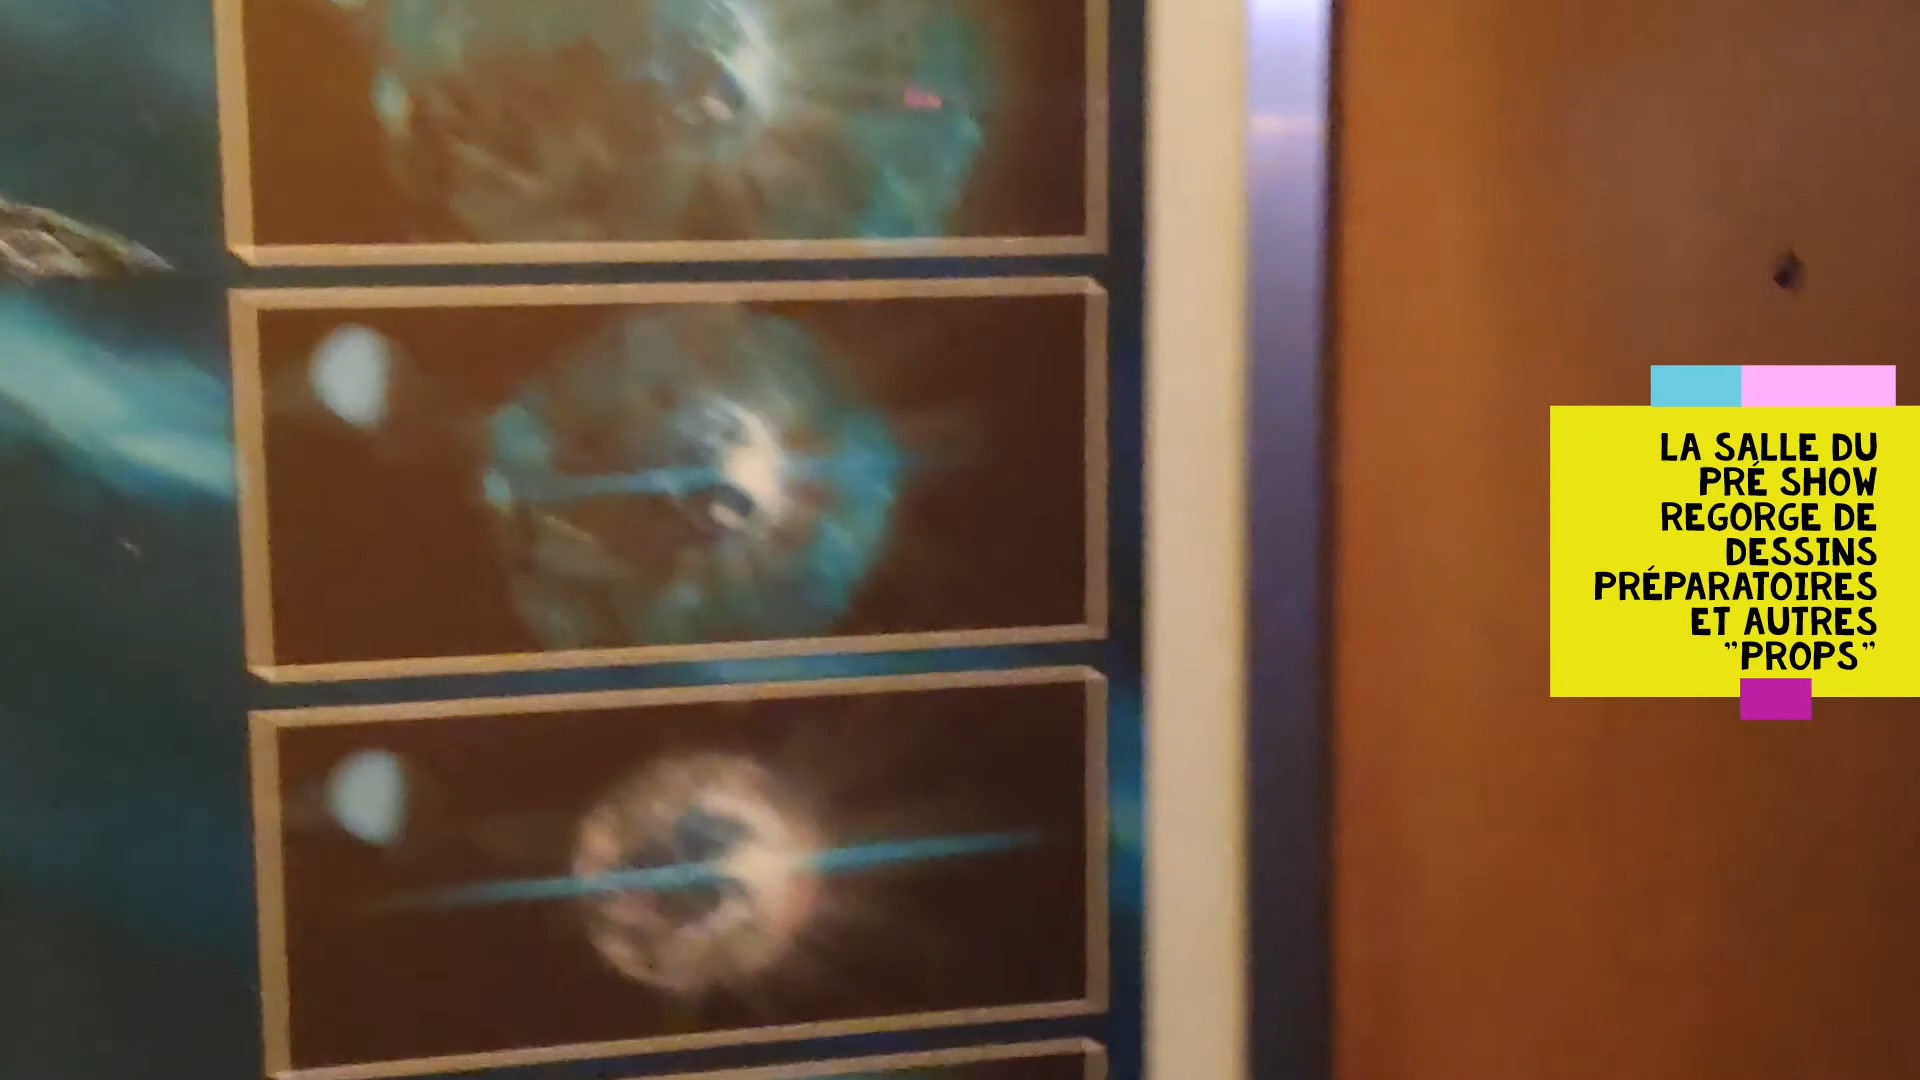 LA SALLE DU
PRÉ SHOW
REGORGE DE
DESSINS
PRÉPARATOIRES
ET AUTRES
"PROPS"